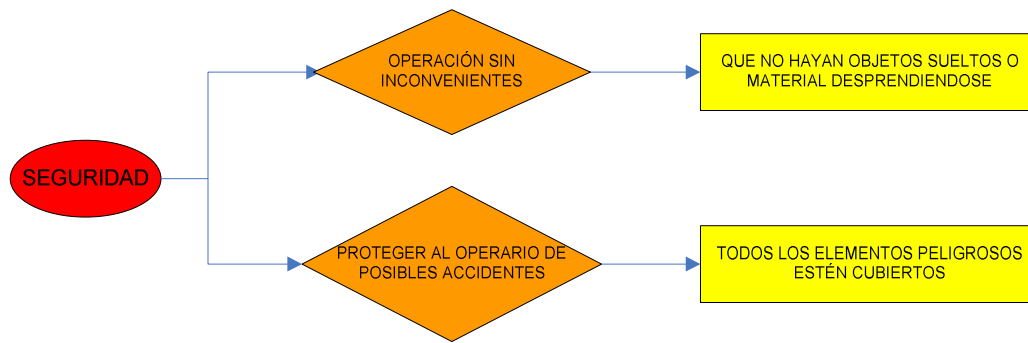 SEGURIDAD
OPERACIÓN SIN
INCONVENIENTES
QUE NO HAYAN OBJETOS SUELTOS O
MATERIAL DESPRENDIENDOSE
PROTEGER AL OPERARIO DE
POSIBLES ACCIDENTES
TODOS LOS ELEMENTOS PELIGROSOS
ESTÉN CUBIERTOS